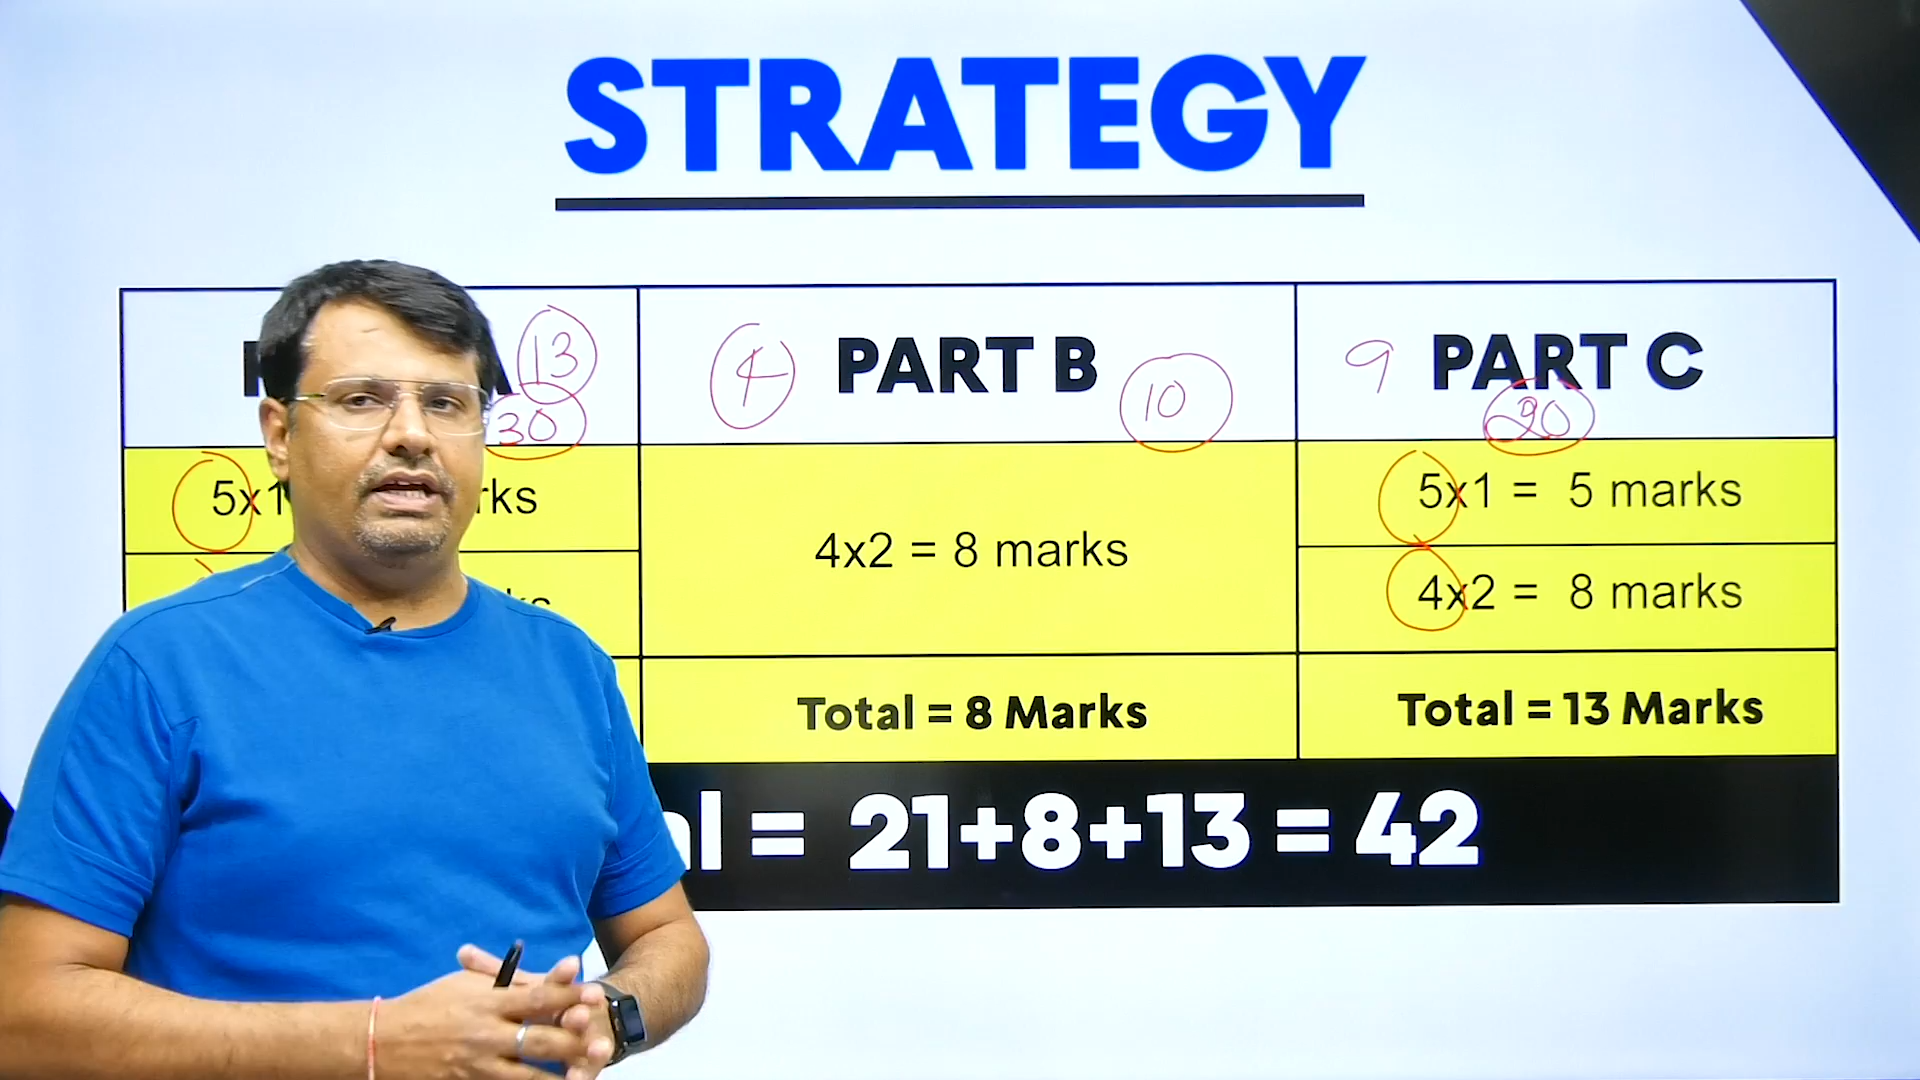 STRATEGY
A 13
30
4 PART B 10
9 PART C
20
5x1
4x2 = 8 marks
5x1 = 5 marks
4x2 = 8 marks
Total = 8 Marks
Total = 13 Marks
= 21+8+13 = 42